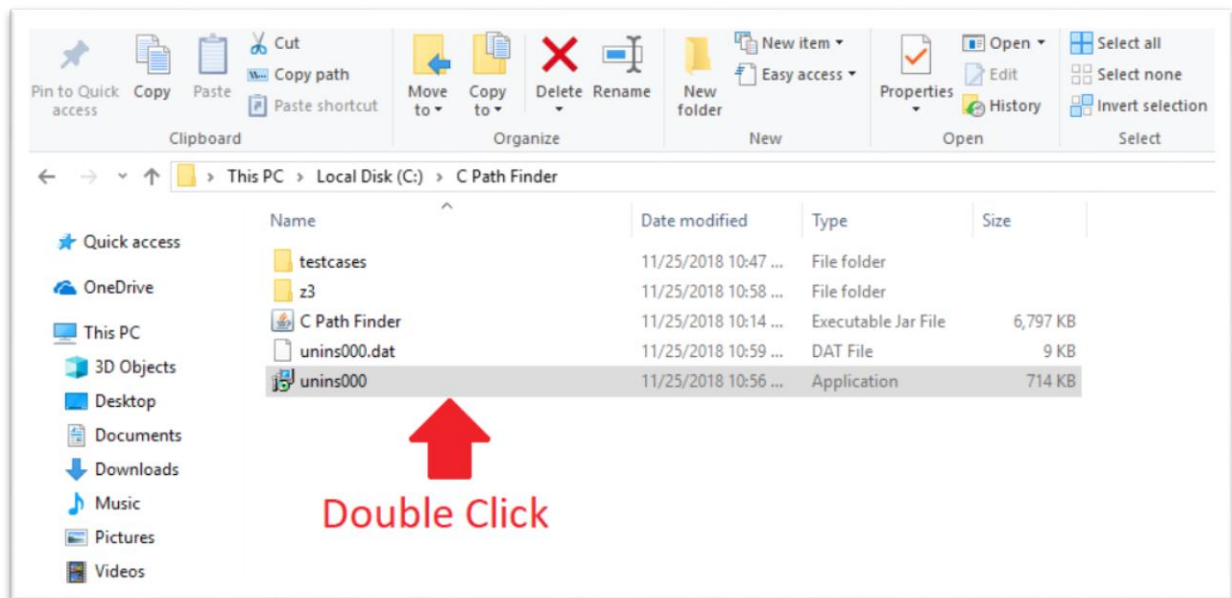 Pin to Quick access
Copy
Paste
Cut
Copy path
Paste shortcut
Clipboard
Move to
Copy to
Delete
Rename
Organize
New folder
New item
Easy access
New
Properties
Open
Edit
History
Open
Select all
Select none
Invert selection
Select
This PC > Local Disk (C:) > C Path Finder
Name Date modified Type Size
Quick access
OneDrive
This PC
3D Objects
Desktop
Documents
Downloads
Music
Pictures
Videos
testcases 11/25/2018 10:47 ... File folder
z3 11/25/2018 10:58 ... File folder
C Path Finder 11/25/2018 10:14 ... Executable Jar File 6,797 KB
unins000.dat 11/25/2018 10:59 ... DAT File 9 KB
unins000 11/25/2018 10:56 ... Application 714 KB
Double Click